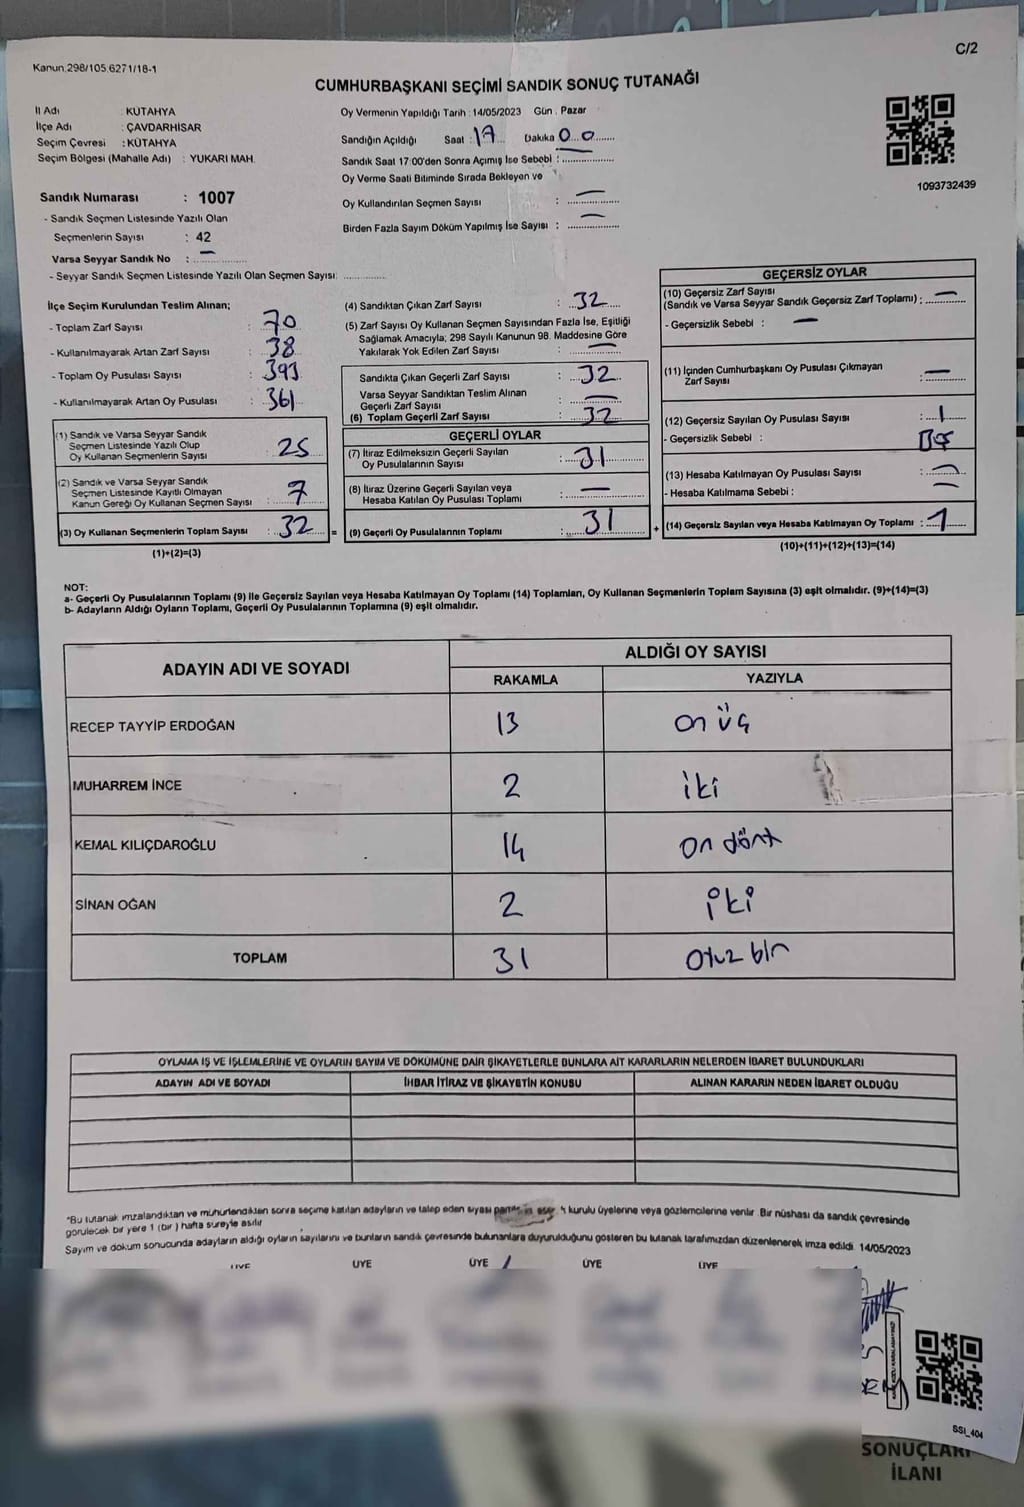 C/2
Kanun.298/105.6271/18-1
CUMHURBAŞKANI SEÇİMİ SANDIK SONUÇ TUTANAĞI
İl Adı : KÜTAHYA
İlçe Adı : ÇAVDARHİSAR
Seçim Çevresi : KÜTAHYA
Seçim Bölgesi (Mahalle Adı) : YUKARI MAH.
Sandık Numarası : 1007
- Sandık Seçmen Listesinde Yazılı Olan
Seçmenlerin Sayısı : 42
Varsa Seyyar Sandık No : —
- Seyyar Sandık Seçmen Listesinde Yazılı Olan Seçmen Sayısı: ............
Oy Vermenin Yapıldığı Tarih : 14/05/2023 Gün : Pazar
Sandığın Açıldığı Saat : 17 Dakika 00
Sandık Saat 17:00'den Sonra Açımış İse Sebebi : ............
Oy Verme Saati Bitiminde Sırada Bekleyen ve
Oy Kullandırılan Seçmen Sayısı : —
Birden Fazla Sayım Döküm Yapılmış İse Sayısı : —
1093732439
İlçe Seçim Kurulundan Teslim Alınan;
- Toplam Zarf Sayısı : 70
- Kullanılmayarak Artan Zarf Sayısı : 38
- Toplam Oy Pusulası Sayısı : 393
- Kullanılmayarak Artan Oy Pusulası : 361
(1) Sandık ve Varsa Seyyar Sandık
Seçmen Listesinde Yazılı Olup
Oy Kullanan Seçmenlerin Sayısı : 25
(2) Sandık ve Varsa Seyyar Sandık
Seçmen Listesinde Kayıtlı Olmayan
Kanun Gereği Oy Kullanan Seçmen Sayısı : 7
(3) Oy Kullanan Seçmenlerin Toplam Sayısı : 32 =
(1)+(2)=(3)
(4) Sandıktan Çıkan Zarf Sayısı : 32
(5) Zarf Sayısı Oy Kullanan Seçmen Sayısından Fazla İse, Eşitliği
Sağlamak Amacıyla; 298 Sayılı Kanunun 98. Maddesine Göre
Yakılarak Yok Edilen Zarf Sayısı : —
Sandıkta Çıkan Geçerli Zarf Sayısı : 32
Varsa Seyyar Sandıktan Teslim Alınan
Geçerli Zarf Sayısı : —
(6) Toplam Geçerli Zarf Sayısı : 32
GEÇERLİ OYLAR
(7) İtiraz Edilmeksizin Geçerli Sayılan
Oy Pusulalarının Sayısı : 31
(8) İtiraz Üzerine Geçerli Sayılan veya
Hesaba Katılan Oy Pusulası Toplamı : —
(9) Geçerli Oy Pusulalarının Toplamı : 31 +
GEÇERSİZ OYLAR
(10) Geçersiz Zarf Sayısı
(Sandık ve Varsa Seyyar Sandık Geçersiz Zarf Toplamı) : —
- Geçersizlik Sebebi : —
(11) İçinden Cumhurbaşkanı Oy Pusulası Çıkmayan
Zarf Sayısı : —
(12) Geçersiz Sayılan Oy Pusulası Sayısı : 1
- Geçersizlik Sebebi : Boş
(13) Hesaba Katılmayan Oy Pusulası Sayısı : —
- Hesaba Katılmama Sebebi : —
(14) Geçersiz Sayılan veya Hesaba Katılmayan Oy Toplamı : 1
(10)+(11)+(12)+(13)=(14)
NOT:
a- Geçerli Oy Pusulalarının Toplamı (9) ile Geçersiz Sayılan veya Hesaba Katılmayan Oy Toplamı (14) Toplamları, Oy Kullanan Seçmenlerin Toplam Sayısına (3) eşit olmalıdır. (9)+(14)=(3)
b- Adayların Aldığı Oyların Toplamı, Geçerli Oy Pusulalarının Toplamına (9) eşit olmalıdır.
ADAYIN ADI VE SOYADI
ALDIĞI OY SAYISI
RAKAMLA YAZIYLA
RECEP TAYYİP ERDOĞAN 13 on üç
MUHARREM İNCE 2 iki
KEMAL KILIÇDAROĞLU 14 on dört
SİNAN OĞAN 2 iki
TOPLAM 31 otuz bir
OYLAMA İŞ VE İŞLEMLERİNE VE OYLARIN SAYIM VE DÖKÜMÜNE DAİR ŞİKAYETLERLE BUNLARA AİT KARARLARIN NELERDEN İBARET BULUNDUKLARI
ADAYIN ADI VE SOYADI İHBAR İTİRAZ VE ŞİKAYETİN KONUSU ALINAN KARARIN NEDEN İBARET OLDUĞU
*Bu tutanak imzalandıktan ve mühürlendikten sonra seçime katılan adayların ve talep eden siyasi kurulu üyelerine veya gözlemcilerine verilir. Bir nüshası da sandık çevresinde
görülecek bir yere 1 (bir) hafta süreyle asılır
Sayım ve döküm sonucunda adayların aldığı oyların sayılarını ve bunların sandık çevresinde bulunanlara duyurulduğunu gösteren bu tutanak tarafımızdan düzenlenerek imza edildi. 14/05/2023
ÜYE ÜYE ÜYE ÜYE ÜYE
SSI_404
SONUÇLARI
İLANI